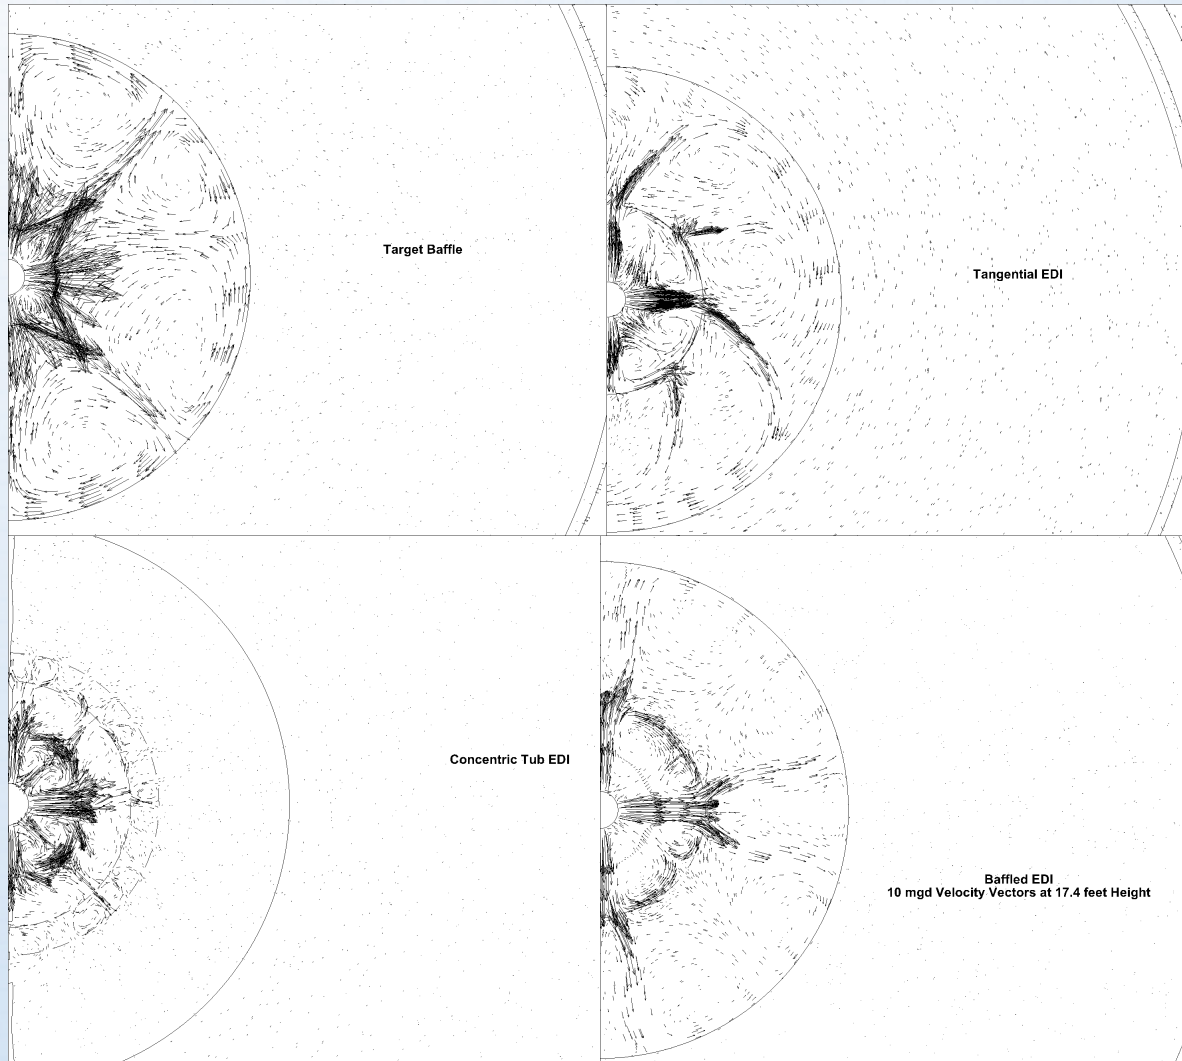 Target Baffle
Tangential EDI
Concentric Tub EDI
Baffled EDI
10 mgd Velocity Vectors at 17.4 feet Height